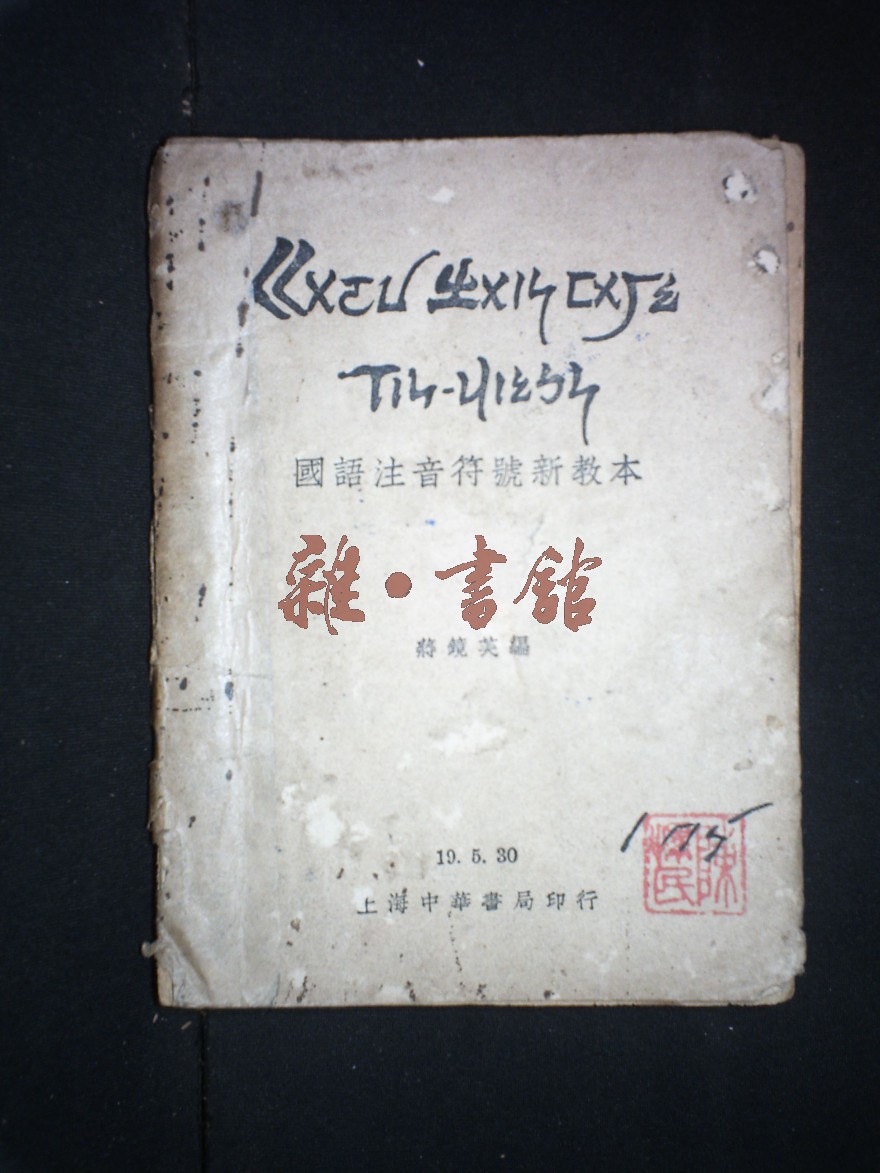 ㄍㄨㄛㄩ ㄓㄨㄧㄣ ㄈㄨㄏㄠ
ㄒㄧㄣ-ㄐㄧㄠㄅㄣ
國語注音符號新教本
雜·書館
蔣鏡芙編
19. 5. 30
上海中華書局印行